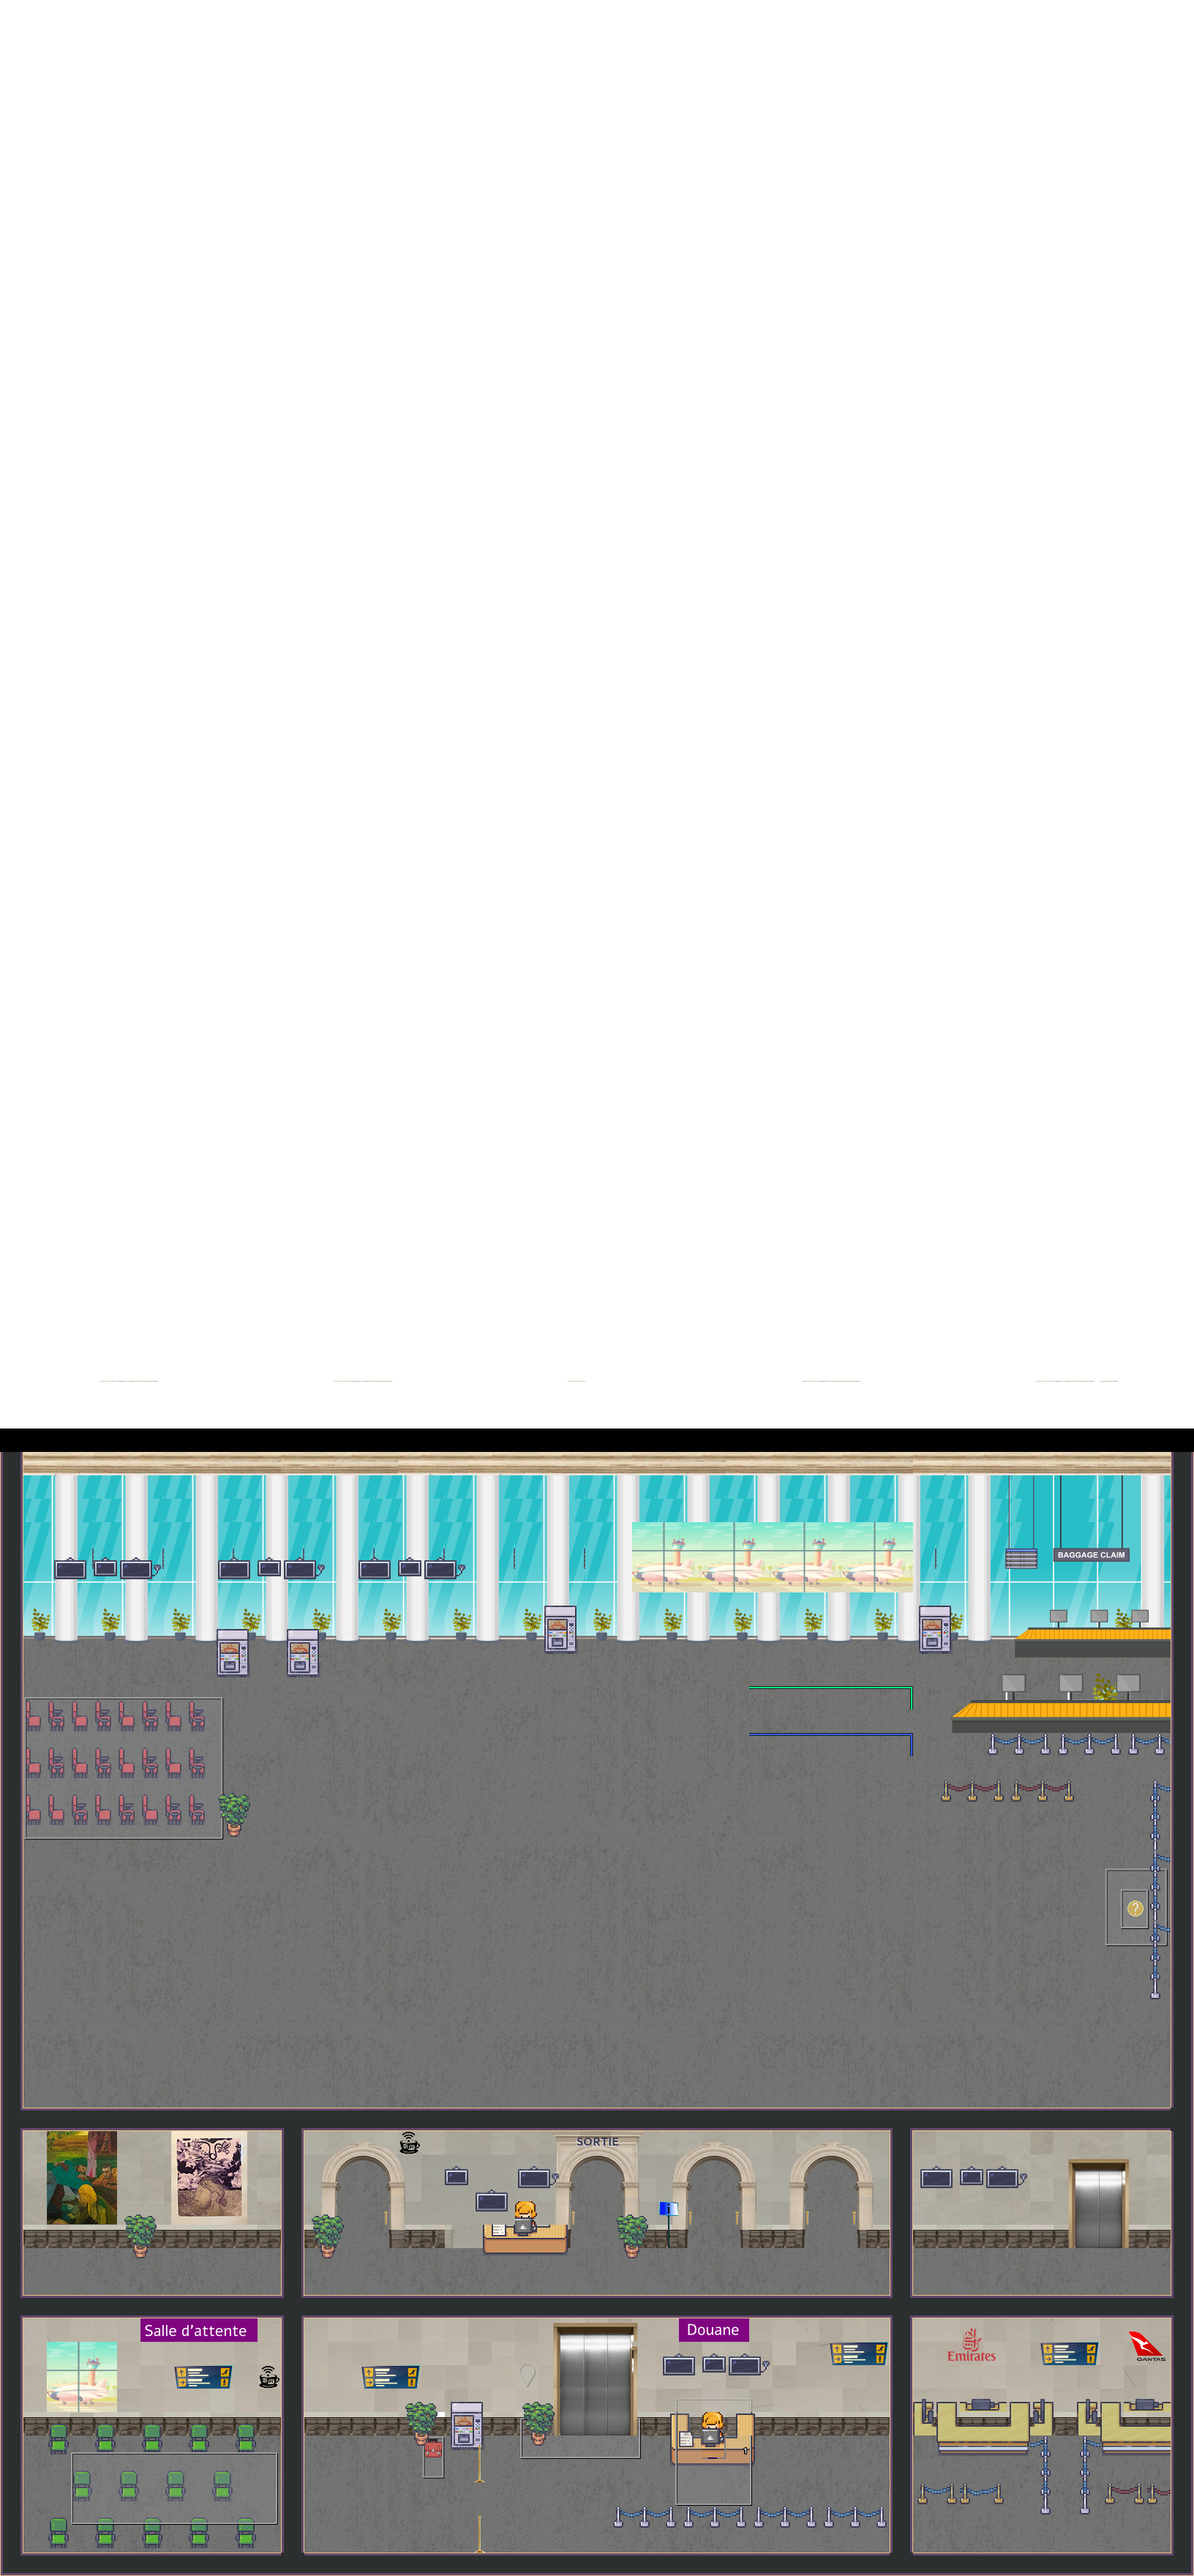 BAGGAGE CLAIM
SORTIE
Salle d'attente
Douane
Emirates
QANTAS